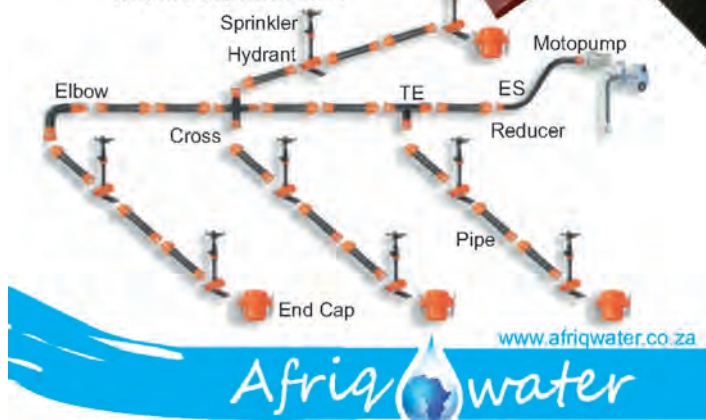 Sprinkler
Hydrant
Motopump
Elbow
TE
ES
Cross
Reducer
Pipe
End Cap
www.afriqwater.co.za
Afriq water